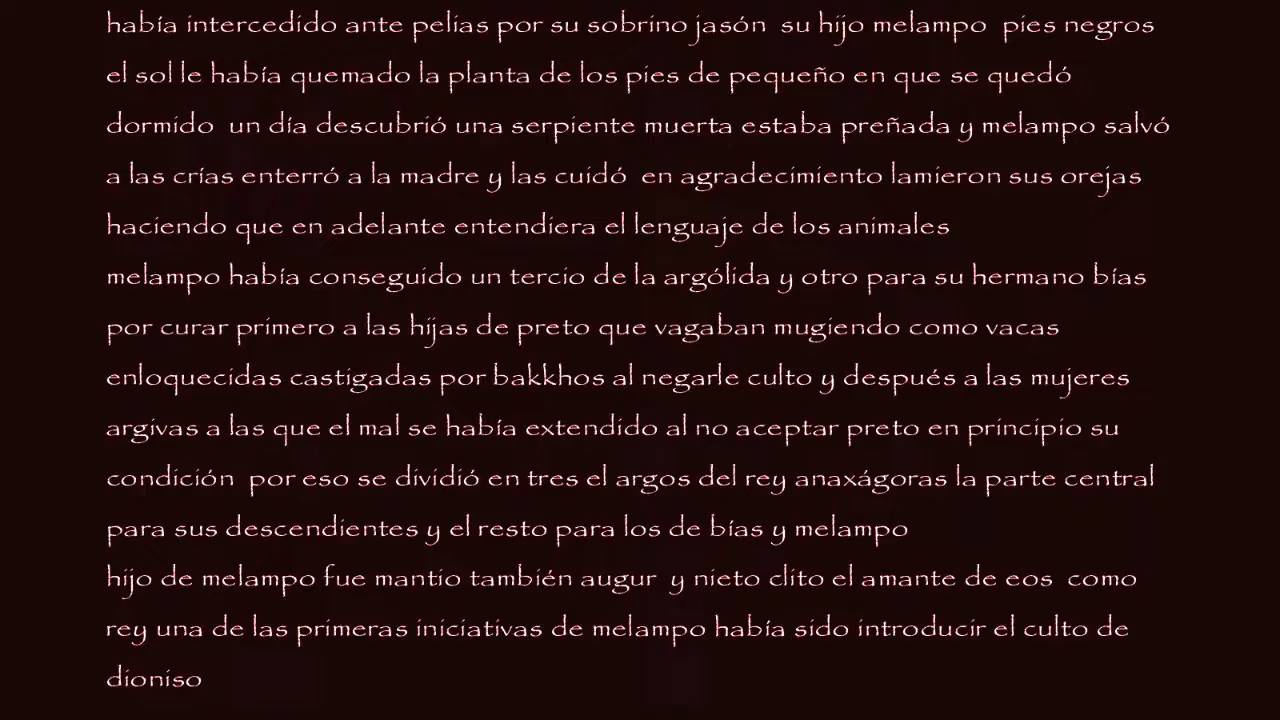 había intercedido ante pelias por su sobrino jasón  su hijo melampo  pies negros
el sol le había quemado la planta de los pies de pequeño en que se quedó
dormido  un día descubrió una serpiente muerta estaba preñada y melampo salvó
a las crías enterró a la madre y las cuidó  en agradecimiento lamieron sus orejas
haciendo que en adelante entendiera el lenguaje de los animales
melampo había conseguido un tercio de la argólida y otro para su hermano bías
por curar primero a las hijas de preto que vagaban mugiendo como vacas
enloquecidas castigadas por bakkhos al negarle culto y después a las mujeres
argivas a las que el mal se había extendido al no aceptar preto en principio su
condición  por eso se dividió en tres el argos del rey anaxágoras la parte central
para sus descendientes y el resto para los de bías y melampo
hijo de melampo fue mantio también augur  y nieto clito el amante de eos  como
rey una de las primeras iniciativas de melampo había sido introducir el culto de
dioniso